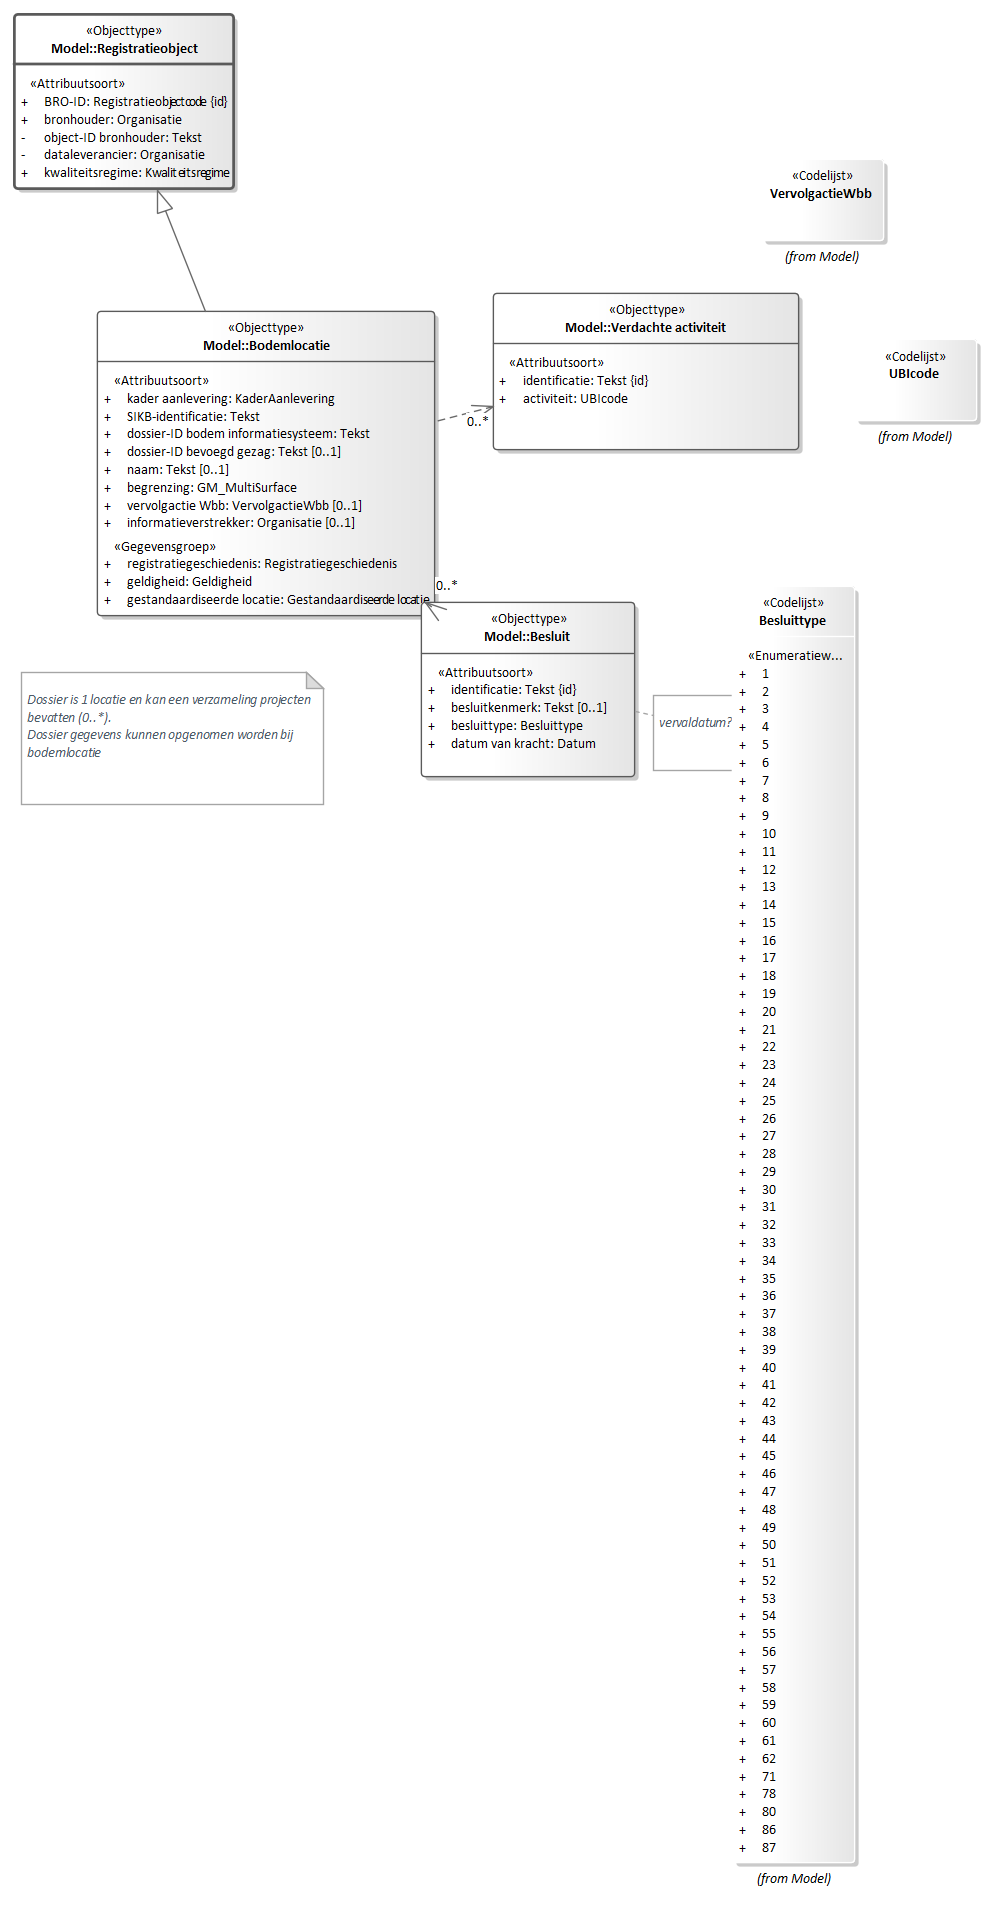 «Objecttype»
Model::Registratieobject
«Attribuutsoort»
+ BRO-ID: Registratieobjectcode {id}
+ bronhouder: Organisatie
- object-ID bronhouder: Tekst
- dataleverancier: Organisatie
+ kwaliteitsregime: Kwaliteitsregime
«Codelijst»
VervolgactieWbb
(from Model)
«Objecttype»
Model::Bodemlocatie
«Attribuutsoort»
+ kader aanlevering: KaderAanlevering
+ SIKB-identificatie: Tekst
+ dossier-ID bodem informatiesysteem: Tekst
+ dossier-ID bevoegd gezag: Tekst [0..1]
+ naam: Tekst [0..1]
+ begrenzing: GM_MultiSurface
+ vervolgactie Wbb: VervolgactieWbb [0..1]
+ informatieverstrekker: Organisatie [0..1]
«Gegevensgroep»
+ registratiegeschiedenis: Registratiegeschiedenis
+ geldigheid: Geldigheid
+ gestandaardiseerde locatie: Gestandaardiseerde locatie
«Objecttype»
Model::Verdachte activiteit
«Attribuutsoort»
+ identificatie: Tekst {id}
+ activiteit: UBIcode
0..*
«Codelijst»
UBIcode
(from Model)
0..*
«Objecttype»
Model::Besluit
«Attribuutsoort»
+ identificatie: Tekst {id}
+ besluitkenmerk: Tekst [0..1]
+ besluittype: Besluittype
+ datum van kracht: Datum
vervaldatum?
Dossier is 1 locatie en kan een verzameling projecten
bevatten (0..*).
Dossier gegevens kunnen opgenomen worden bij
bodemlocatie
«Codelijst»
Besluittype
«Enumeratiew...
+ 1
+ 2
+ 3
+ 4
+ 5
+ 6
+ 7
+ 8
+ 9
+ 10
+ 11
+ 12
+ 13
+ 14
+ 15
+ 16
+ 17
+ 18
+ 19
+ 20
+ 21
+ 22
+ 23
+ 24
+ 25
+ 26
+ 27
+ 28
+ 29
+ 30
+ 31
+ 32
+ 33
+ 34
+ 35
+ 36
+ 37
+ 38
+ 39
+ 40
+ 41
+ 42
+ 43
+ 44
+ 45
+ 46
+ 47
+ 48
+ 49
+ 50
+ 51
+ 52
+ 53
+ 54
+ 55
+ 56
+ 57
+ 58
+ 59
+ 60
+ 61
+ 62
+ 71
+ 78
+ 80
+ 86
+ 87
(from Model)